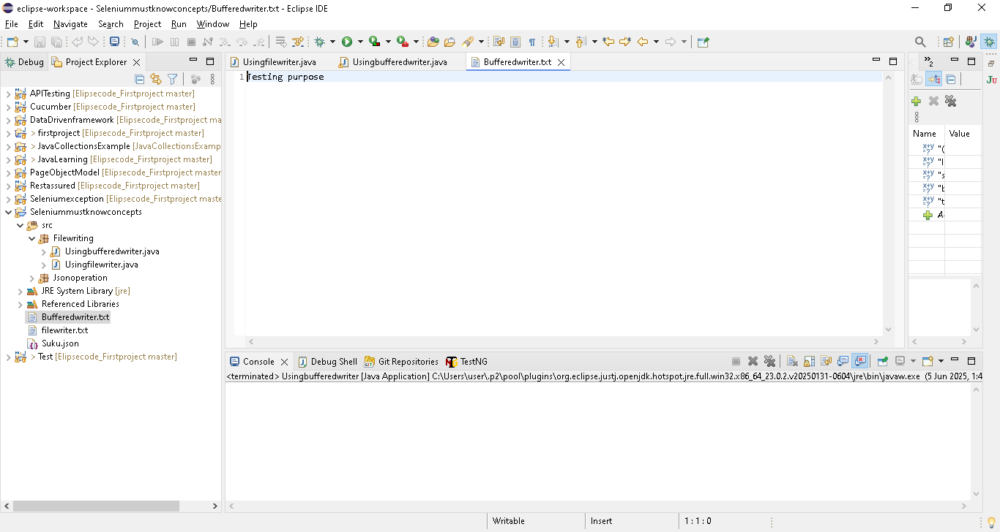 eclipse-workspace - Seleniummustknowconcepts/Bufferedwriter.txt - Eclipse IDE
File Edit Navigate Search Project Run Window Help
Debug Project Explorer
Usingfilewriter.java Usingbufferedwriter.java Bufferedwriter.txt
2
1 Testing purpose
APITesting [Elipsecode_Firstproject master]
Cucumber [Elipsecode_Firstproject master]
DataDrivenframework [Elipsecode_Firstproject ma
> firstproject [Elipsecode_Firstproject master]
> JavaCollectionsExample [JavaCollectionsExamp
> JavaLearning [Elipsecode_Firstproject master]
PageObjectModel [Elipsecode_Firstproject master
Restassured [Elipsecode_Firstproject master]
Seleniumexception [Elipsecode_Firstproject maste
Seleniummustknowconcepts
src
Filewriting
Usingbufferedwriter.java
Usingfilewriter.java
Jsonoperation
JRE System Library [jre]
Referenced Libraries
Bufferedwriter.txt
filewriter.txt
Suku.json
> Test [Elipsecode_Firstproject master]
Name Value
"(
"l
"s
"b
"t
Ju
Console Debug Shell Git Repositories TestNG
<terminated> Usingbufferedwriter [Java Application] C:\Users\user\.p2\pool\plugins\org.eclipse.justj.openjdk.hotspot.jre.full.win32.x86_64_23.0.2.v20250131-0604\jre\bin\javaw.exe (5 Jun 2025, 1:4
Writable Insert 1 : 1 : 0